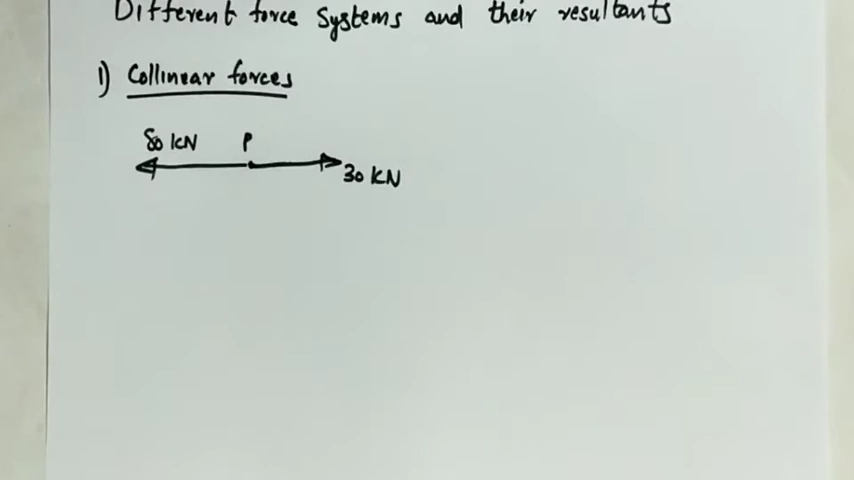 Different force systems and their resultants
1) Collinear forces
80 kN P
30 kN